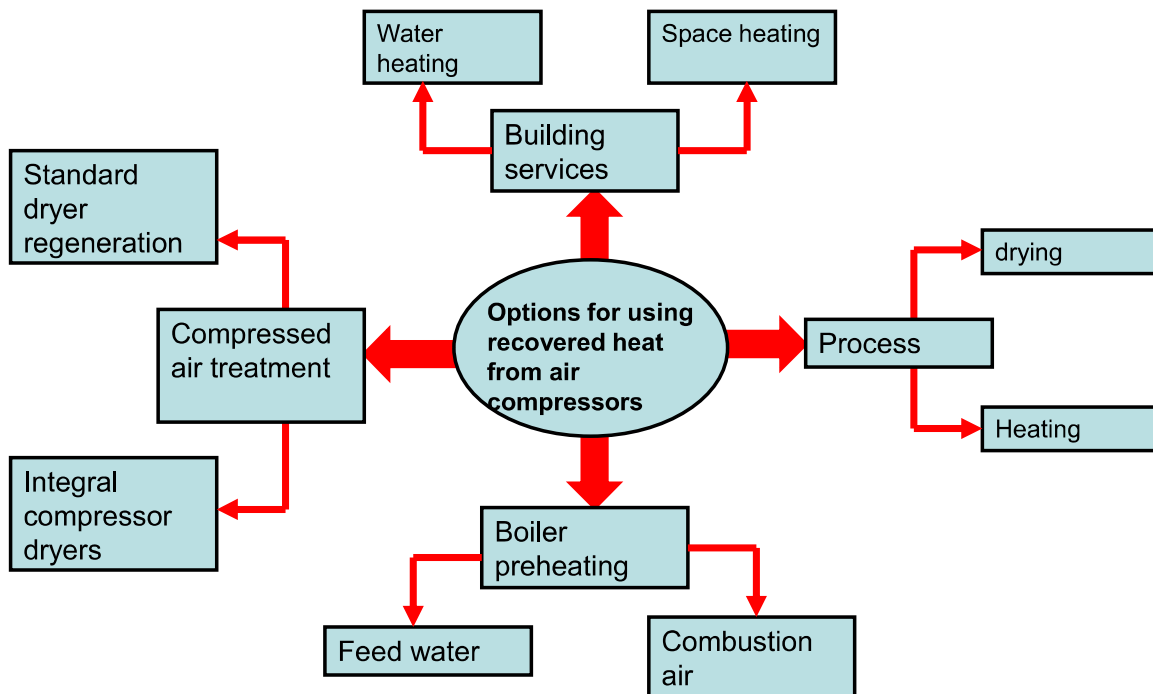 Water
heating
Space heating
Building
services
Standard
dryer
regeneration
drying
Compressed
air treatment
Options for using
recovered heat
from air
compressors
Process
Heating
Integral
compressor
dryers
Boiler
preheating
Feed water
Combustion
air